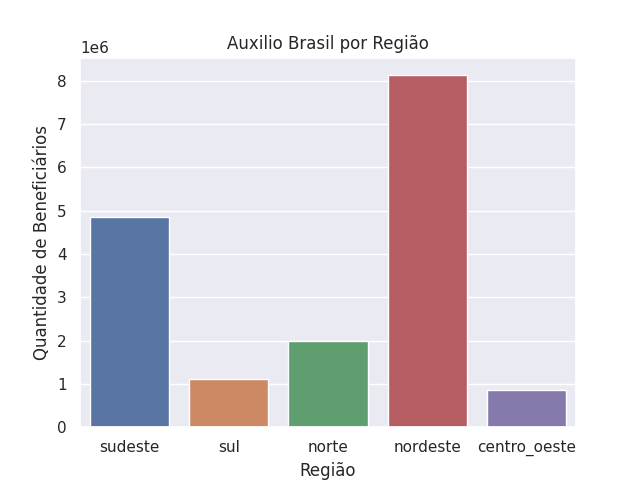 Auxilio Brasil por Região
1e6
8
7
6
5
4
3
2
1
0
Quantidade de Beneficiários
sudeste sul norte nordeste centro_oeste
Região